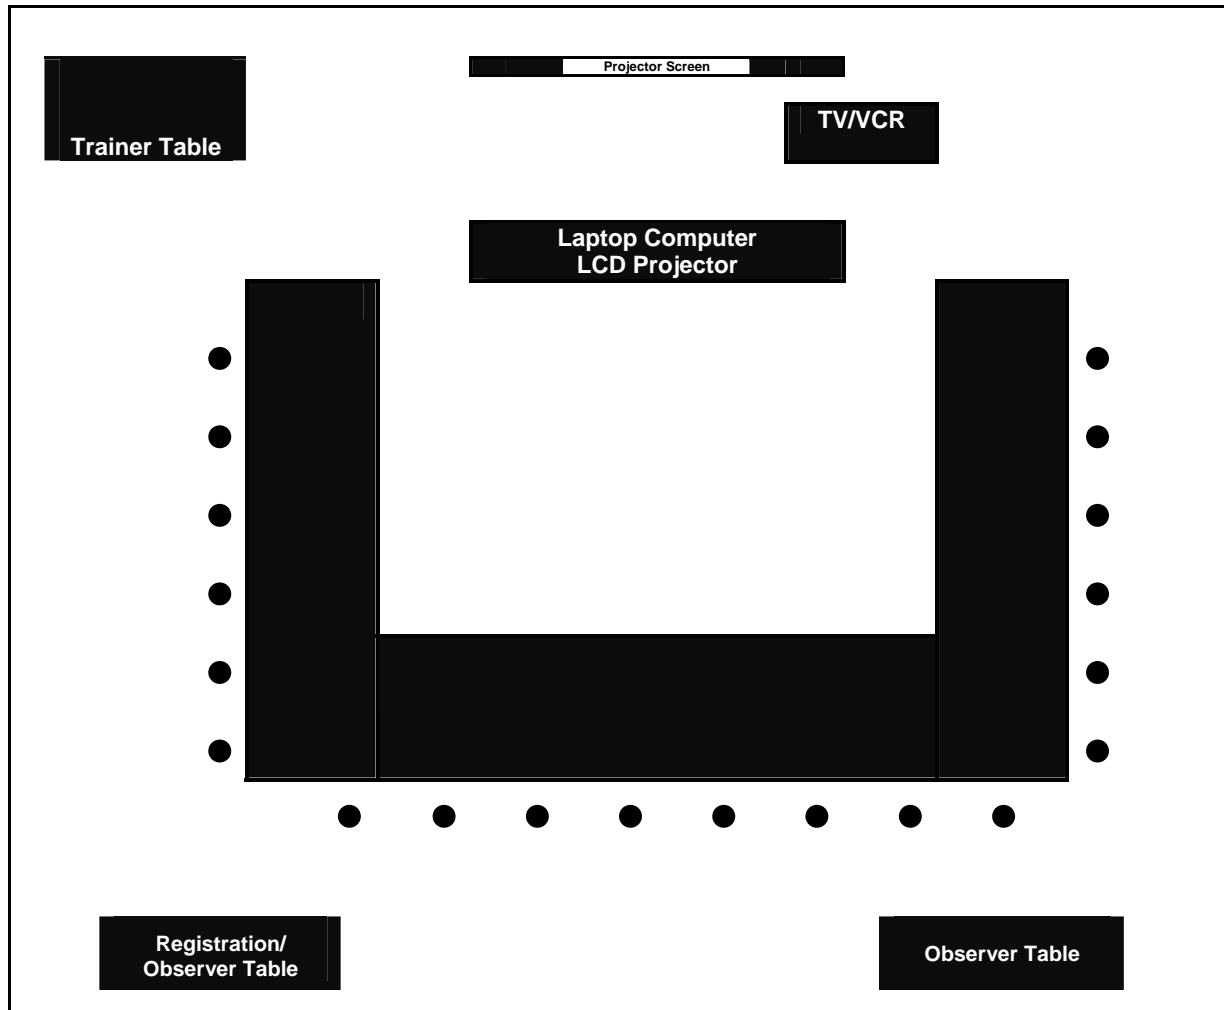 Projector Screen
TV/VCR
Trainer Table
Laptop Computer
LCD Projector
Registration/
Observer Table
Observer Table